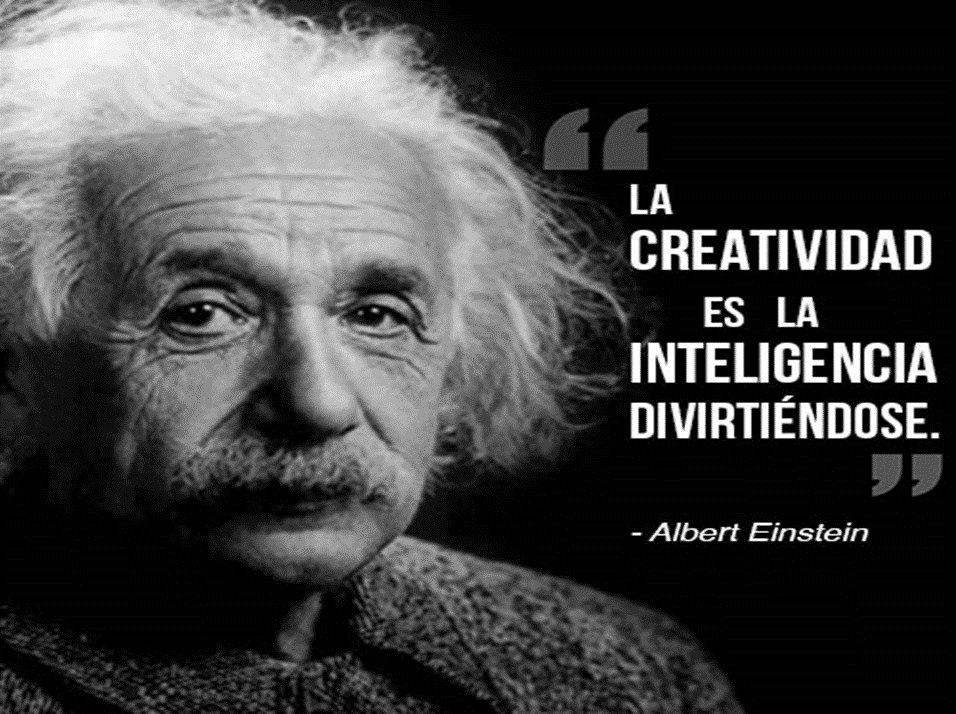 “
LA
CREATIVIDAD
ES LA
INTELIGENCIA
DIVIRTIÉNDOSE.
”
- Albert Einstein